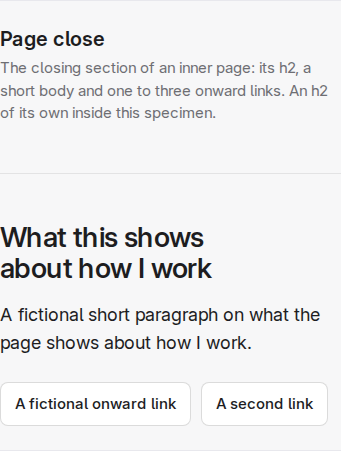 Page close
The closing section of an inner page: its h2, a
short body and one to three onward links. An h2
of its own inside this specimen.
What this shows
about how I work
A fictional short paragraph on what the
page shows about how I work.
A fictional onward link
A second link